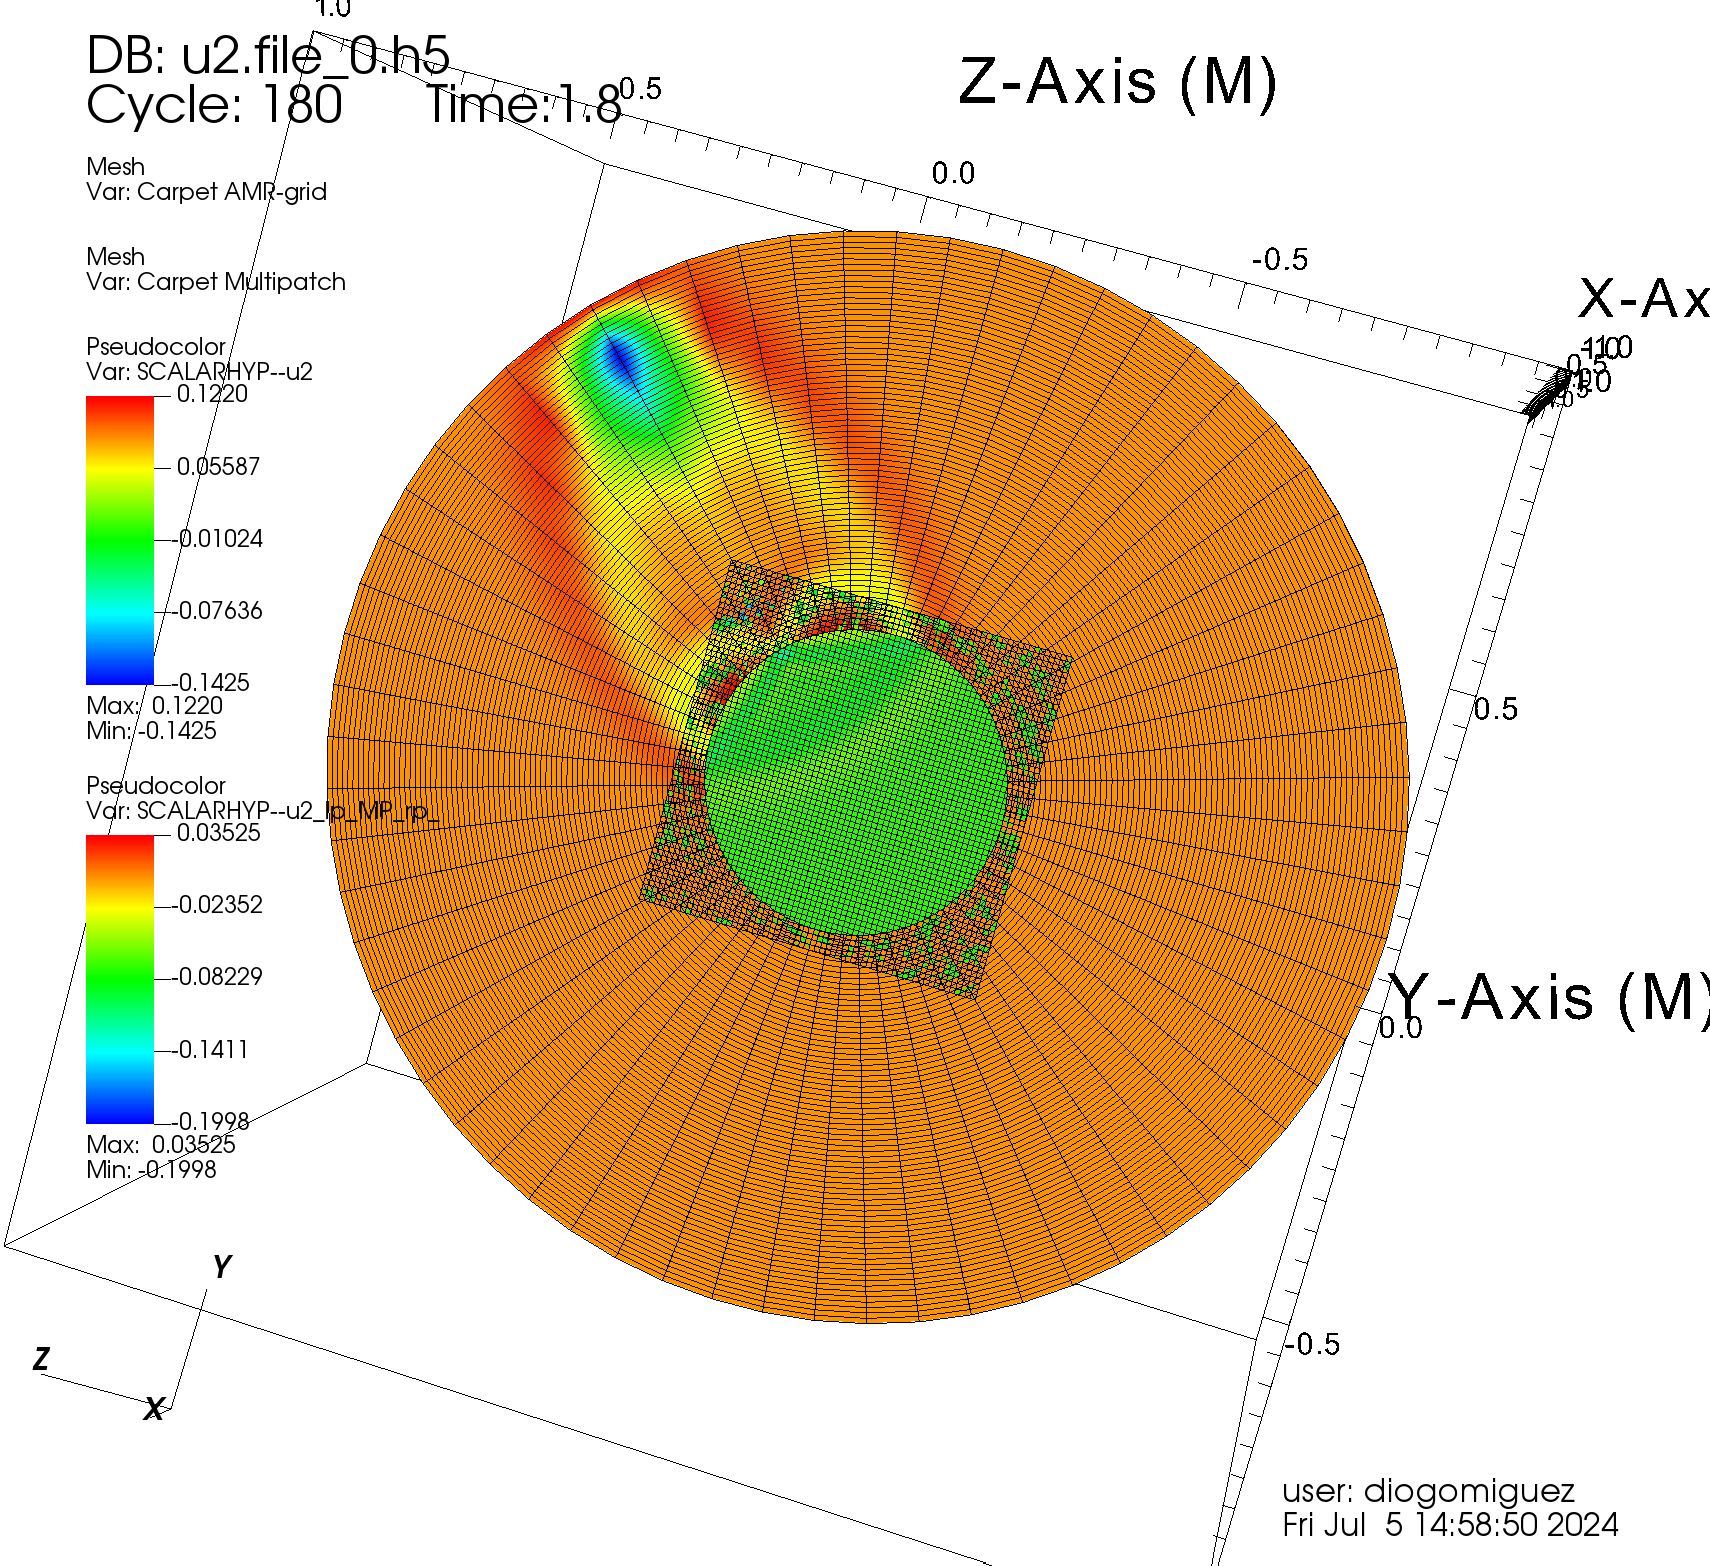 1.0
DB: u2.file_0.h5
Cycle: 180 Time:1.8
0.5
Z-Axis (M)
Mesh
Var: Carpet AMR-grid
0.0
Mesh
Var: Carpet Multipatch
-0.5
X-Ax
Pseudocolor
Var: SCALARHYP--u2
0.1220
0.05587
-0.01024
-0.07636
-0.1425
Max: 0.1220
Min: -0.1425
Pseudocolor
Var: SCALARHYP--u2_lp_MP_rp_
0.03525
-0.02352
-0.08229
-0.1411
-0.1998
Max: 0.03525
Min: -0.1998
0.5
Y-Axis (M)
0.0
-0.5
Y
Z
X
user: diogomiguez
Fri Jul 5 14:58:50 2024